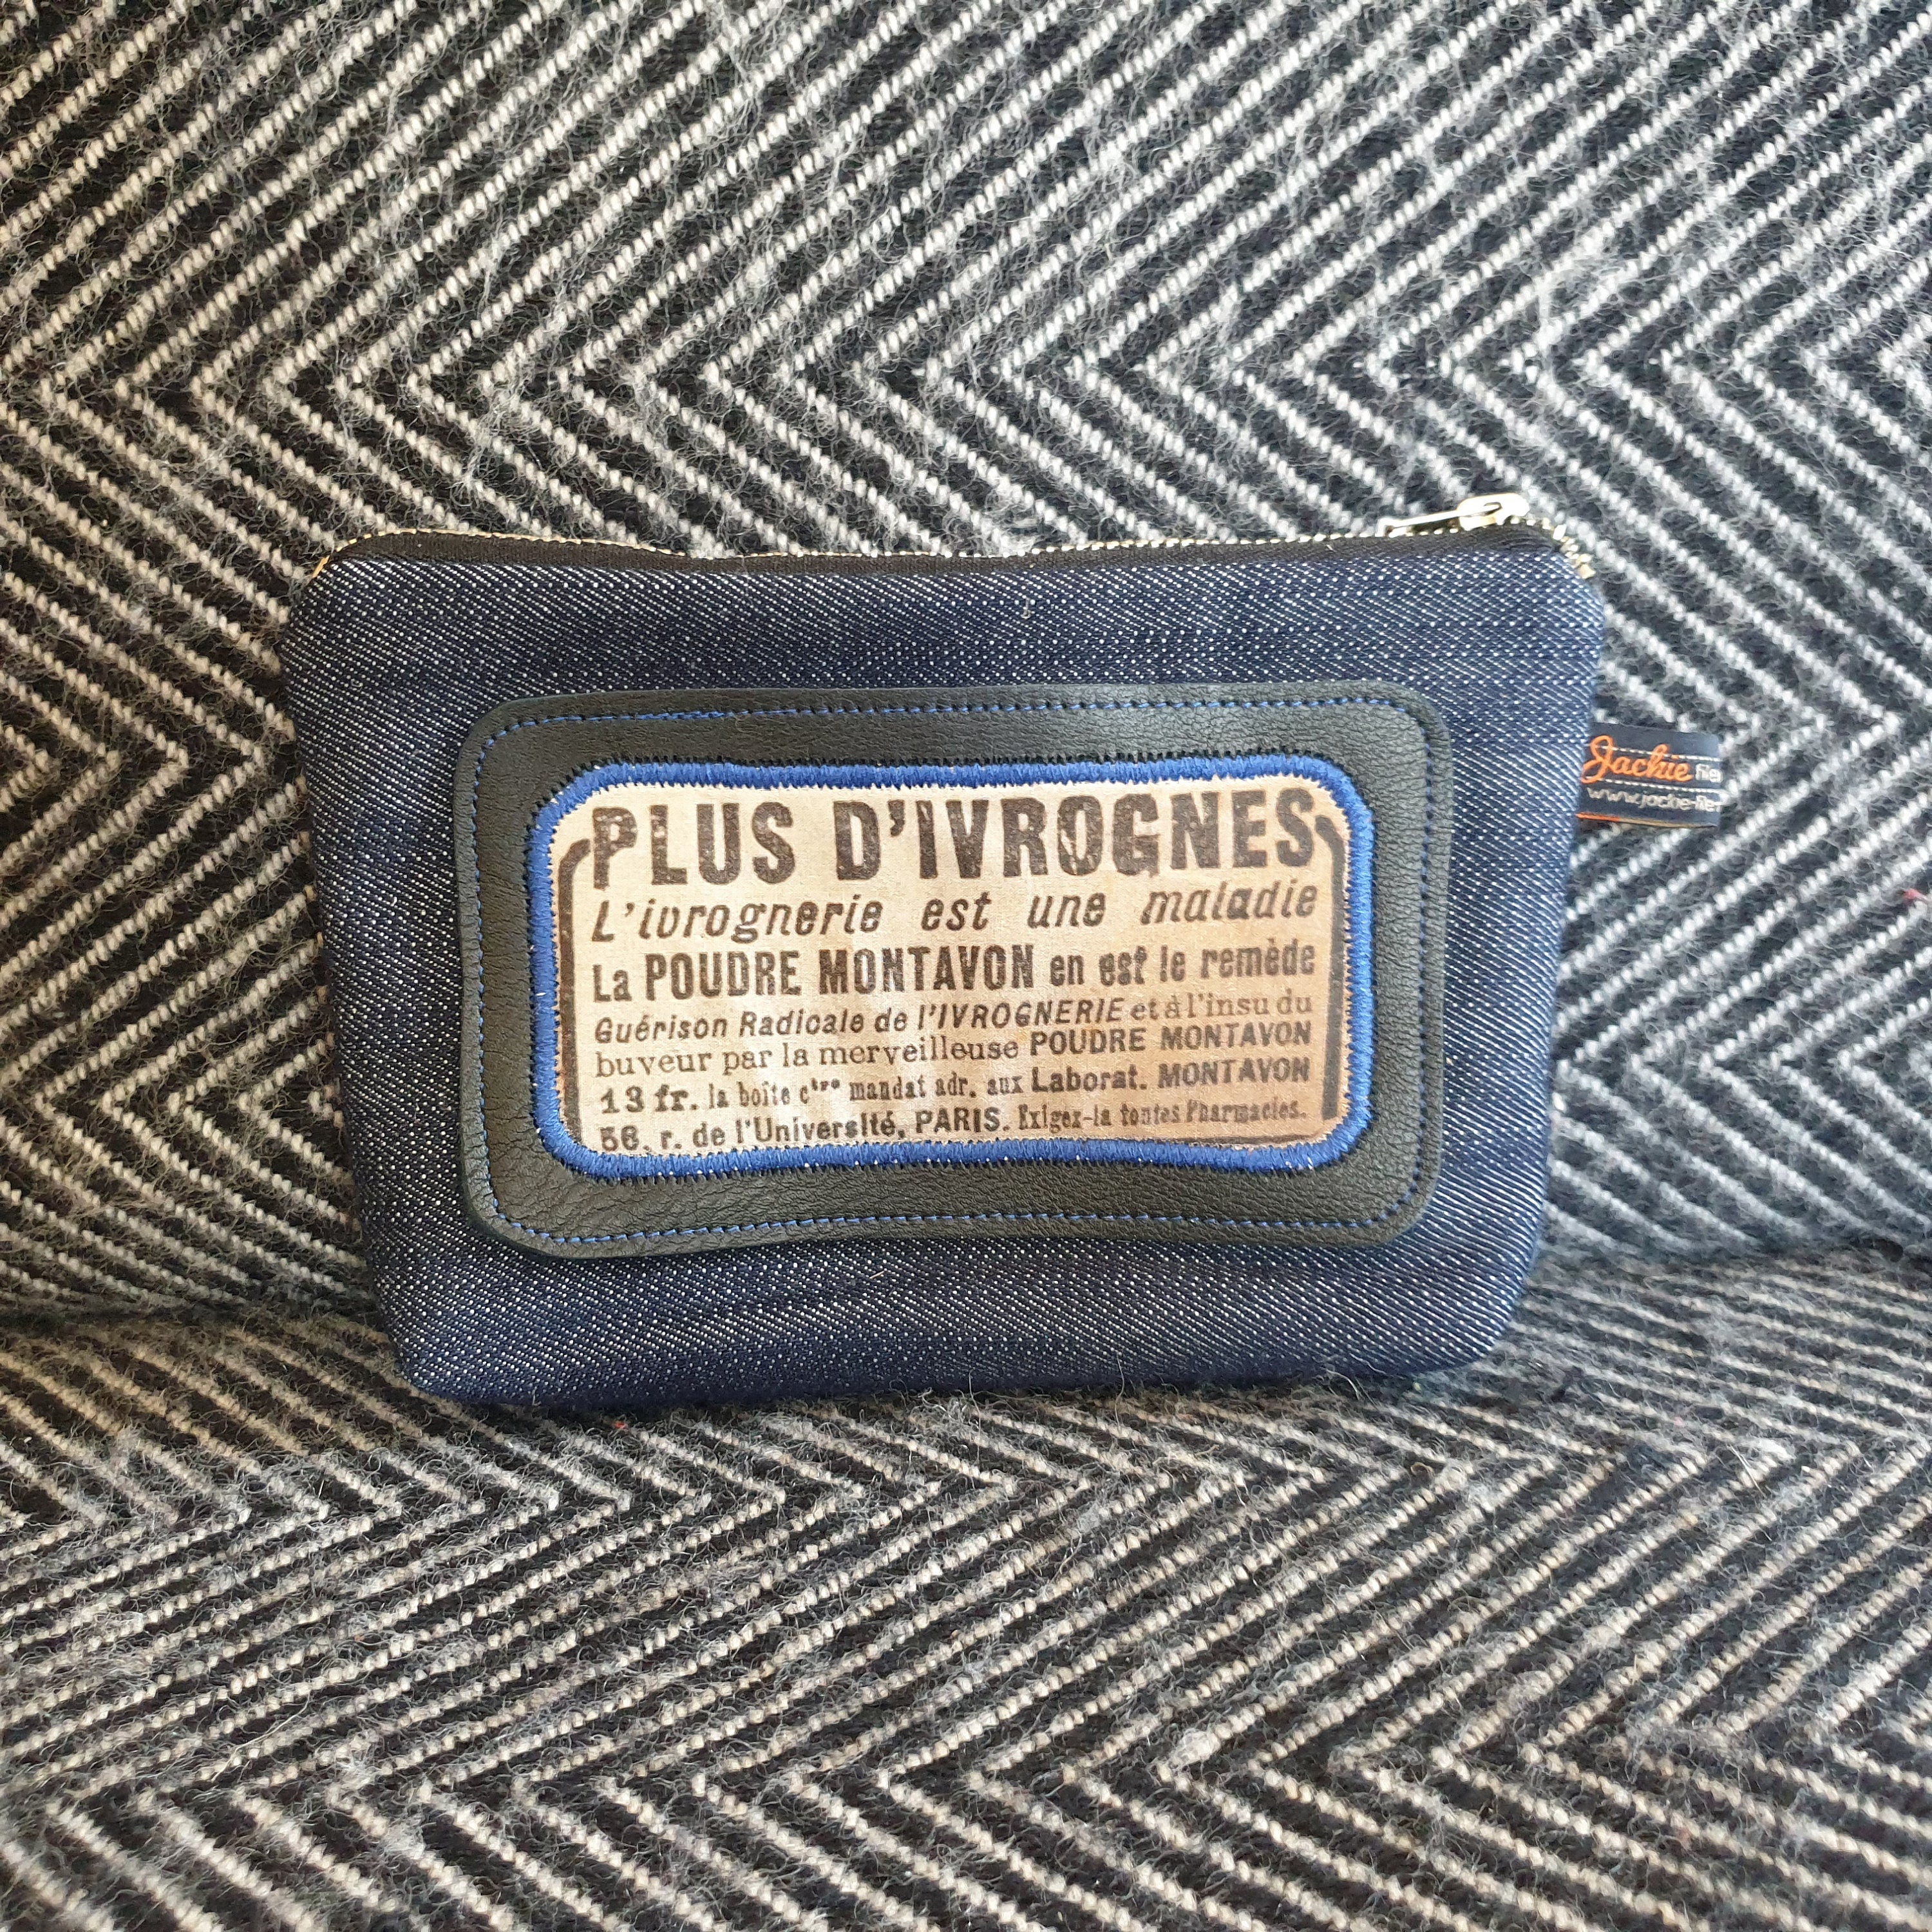 PLUS D'IVROGNES
L'ivrognerie est une maladie
La POUDRE MONTAVON en est le remède
Guérison Radicale de l'IVROGNERIE et à l'insu du
buveur par la merveilleuse POUDRE MONTAVON
13 fr. la boîte ctre mandat adr. aux Laborat. MONTAVON
56, r. de l'Université, PARIS. Exigez-la toutes Pharmacies.
Jackie